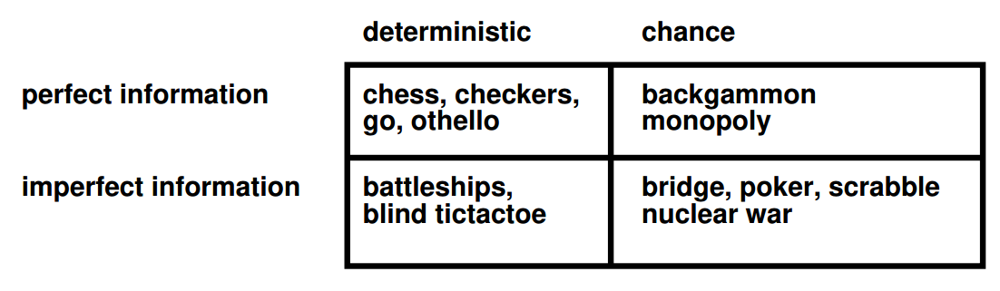 deterministic chance
perfect information chess, checkers, backgammon
go, othello monopoly
imperfect information battleships, bridge, poker, scrabble
blind tictactoe nuclear war